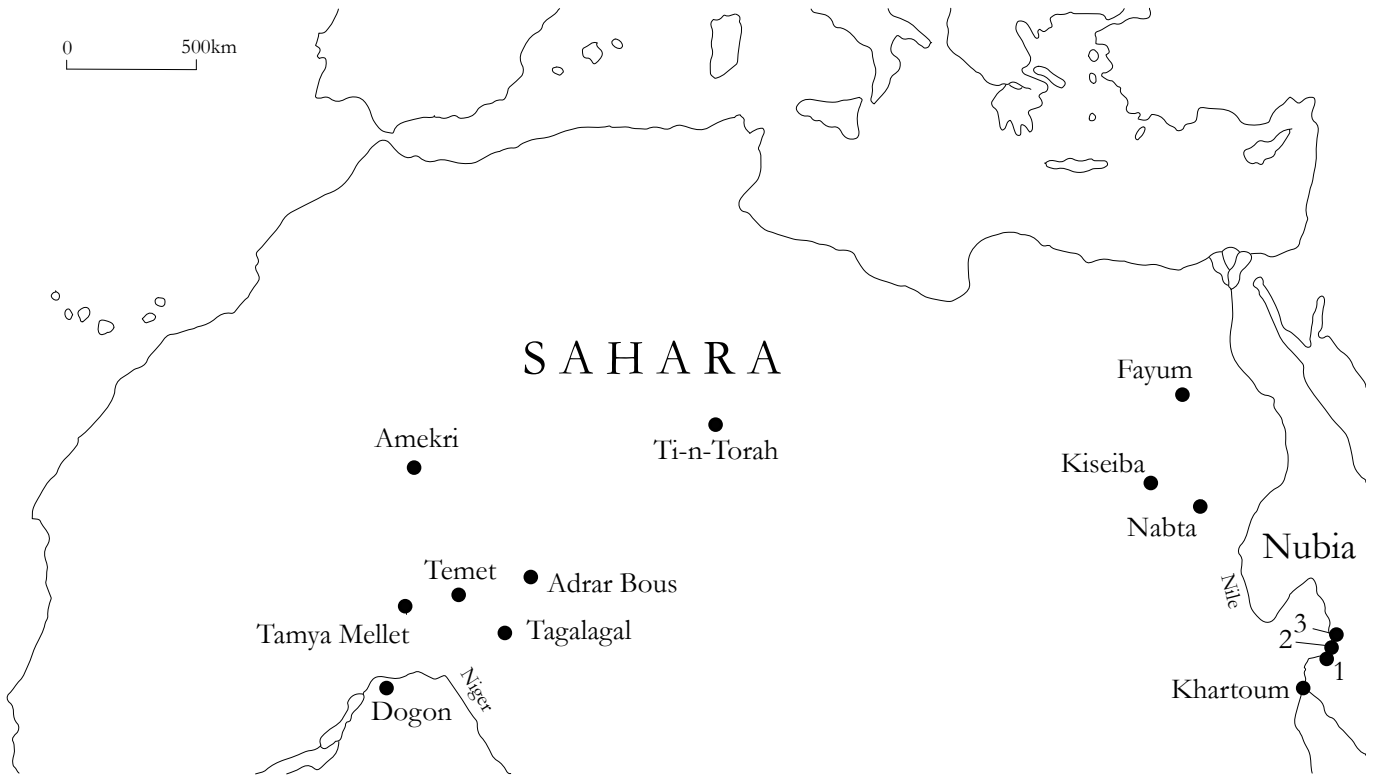 0 500km
SAHARA
Fayum
Amekri
Ti-n-Torah
Kiseiba
Nabta
Nubia
Temet
Adrar Bous
Nile
Tamya Mellet
Tagalagal
3
2
1
Niger
Khartoum
Dogon